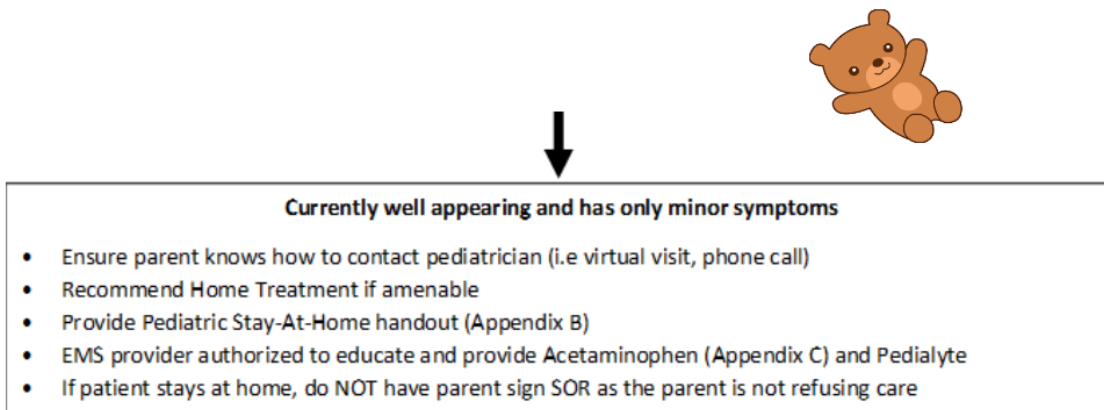 Currently well appearing and has only minor symptoms
• Ensure parent knows how to contact pediatrician (i.e virtual visit, phone call)
• Recommend Home Treatment if amenable
• Provide Pediatric Stay-At-Home handout (Appendix B)
• EMS provider authorized to educate and provide Acetaminophen (Appendix C) and Pedialyte
• If patient stays at home, do NOT have parent sign SOR as the parent is not refusing care